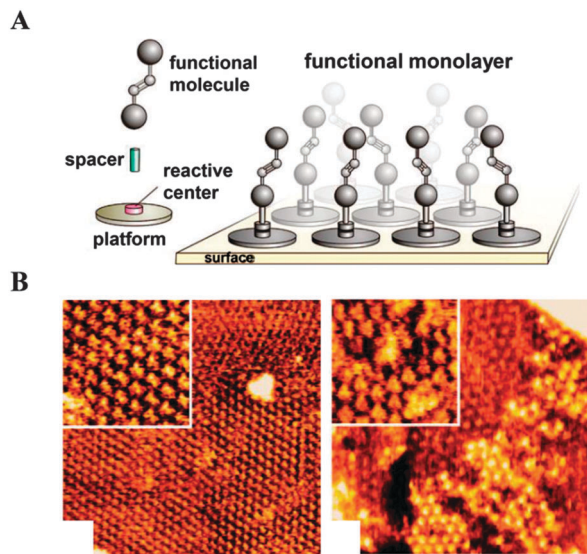 A
functional
molecule
functional monolayer
spacer
reactive
center
platform
surface
B